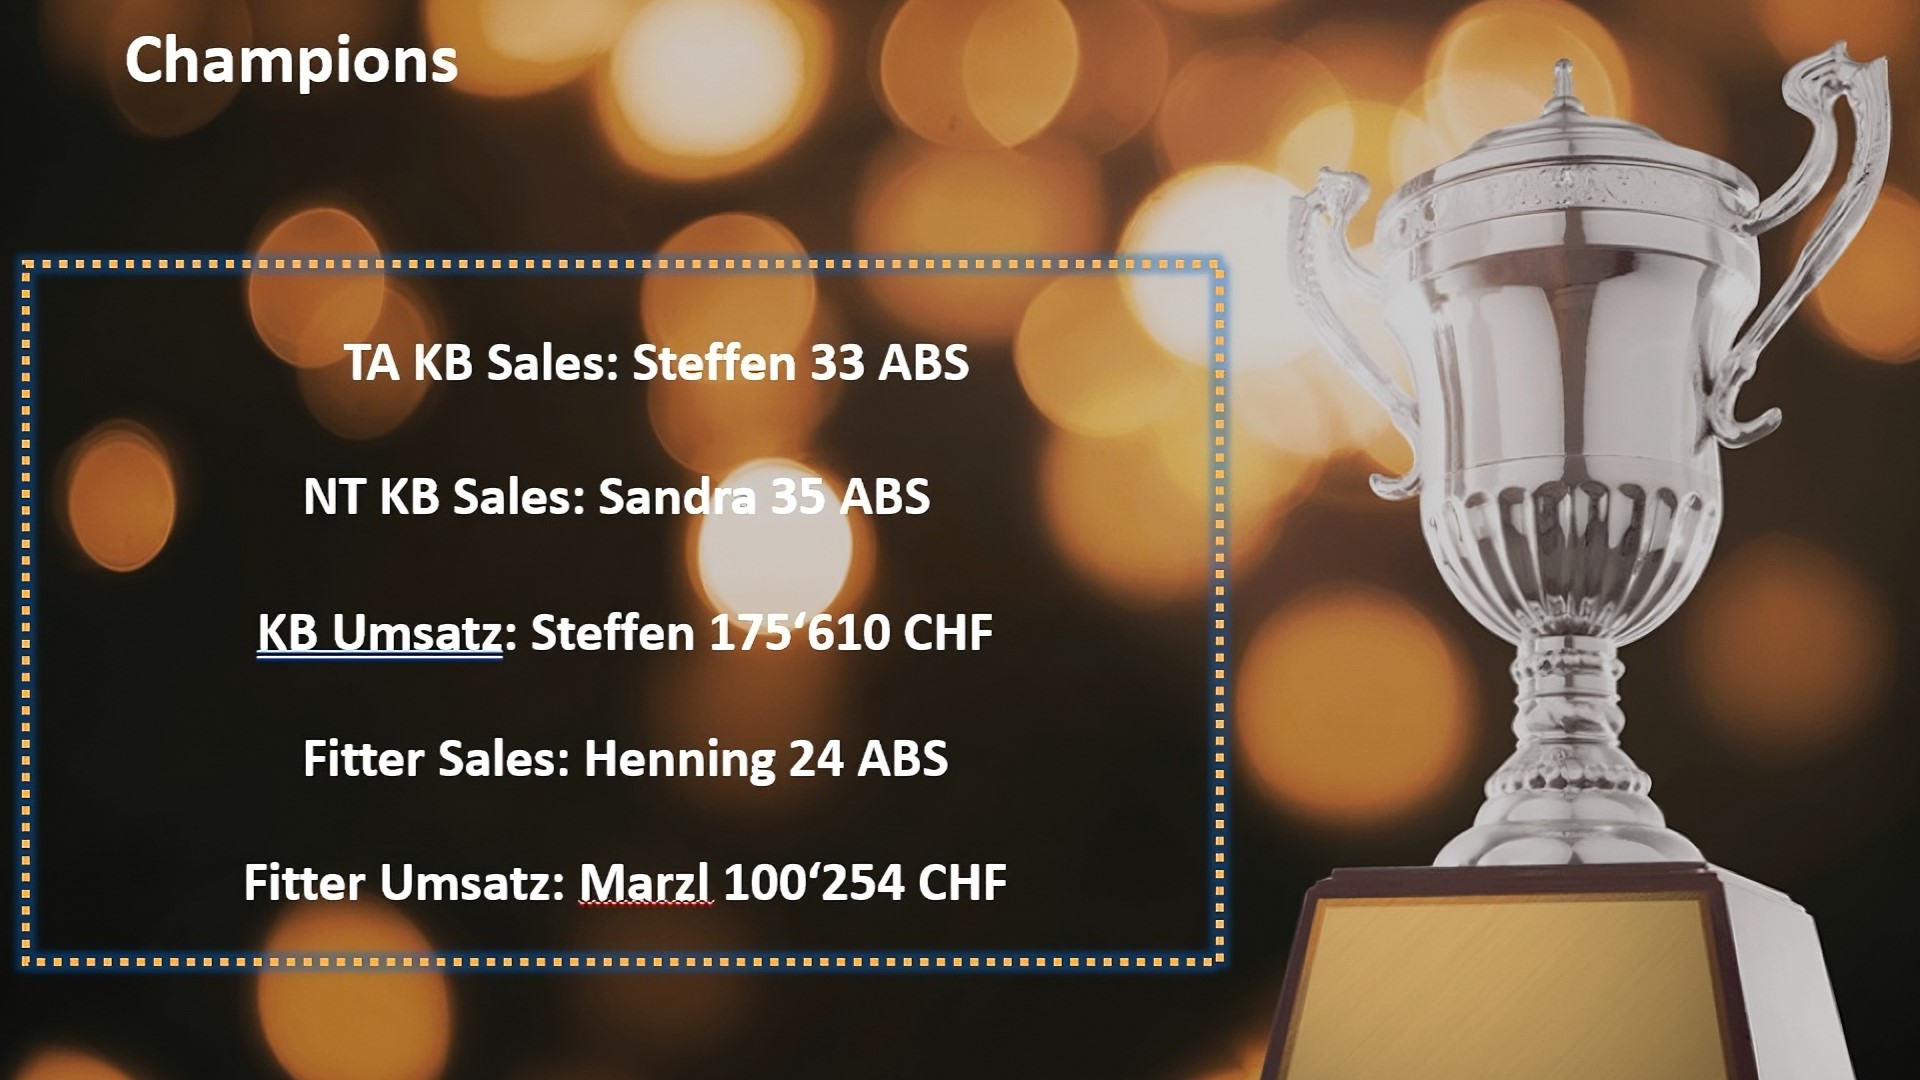 Champions
TA KB Sales: Steffen 33 ABS
NT KB Sales: Sandra 35 ABS
KB Umsatz: Steffen 175‘610 CHF
Fitter Sales: Henning 24 ABS
Fitter Umsatz: Marzl 100‘254 CHF